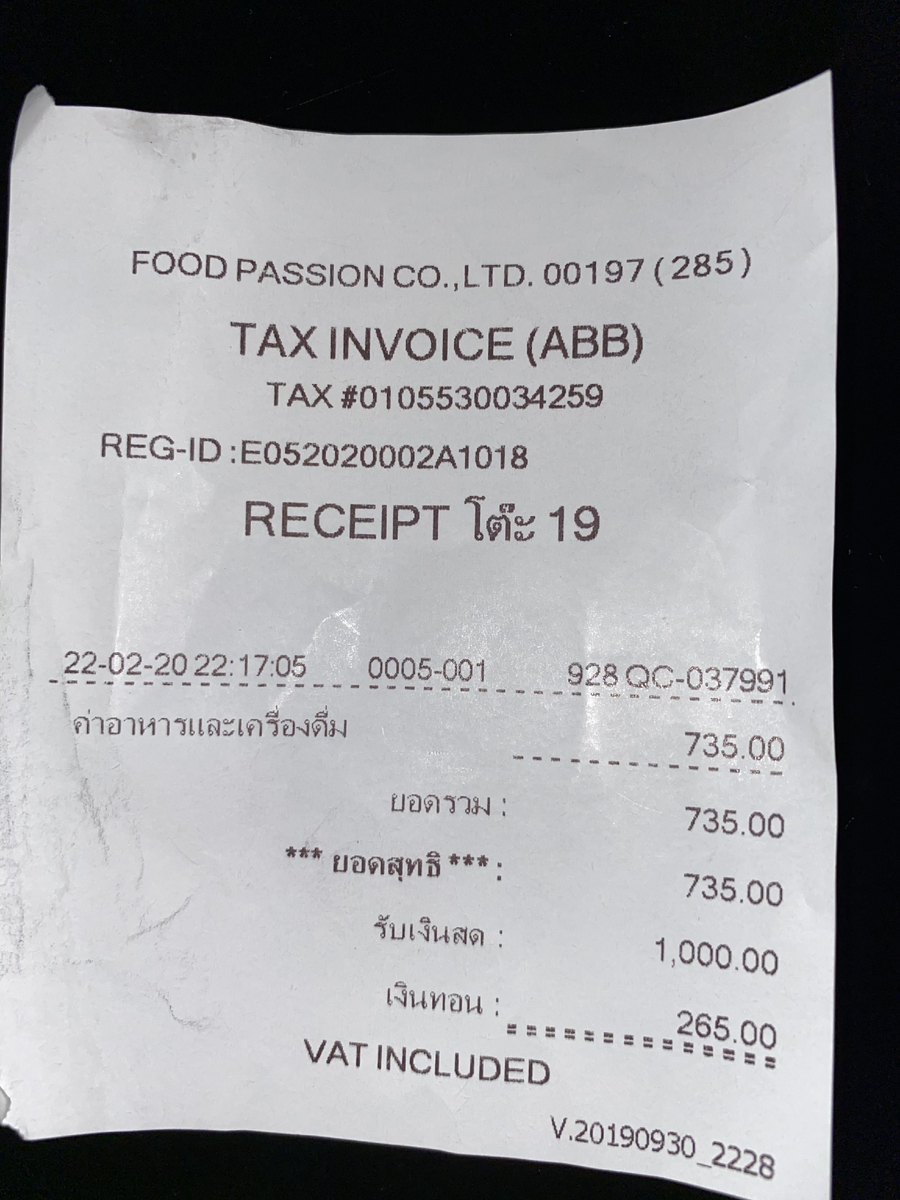 FOOD PASSION CO.,LTD. 00197 (285)
TAX INVOICE (ABB)
TAX #0105530034259
REG-ID :E052020002A1018
RECEIPT โต๊ะ 19
22-02-20 22:17:05 0005-001 928 QC-037991
ค่าอาหารและเครื่องดื่ม 735.00
ยอดรวม : 735.00
*** ยอดสุทธิ *** : 735.00
รับเงินสด : 1,000.00
เงินทอน : 265.00
VAT INCLUDED
V.20190930_2228